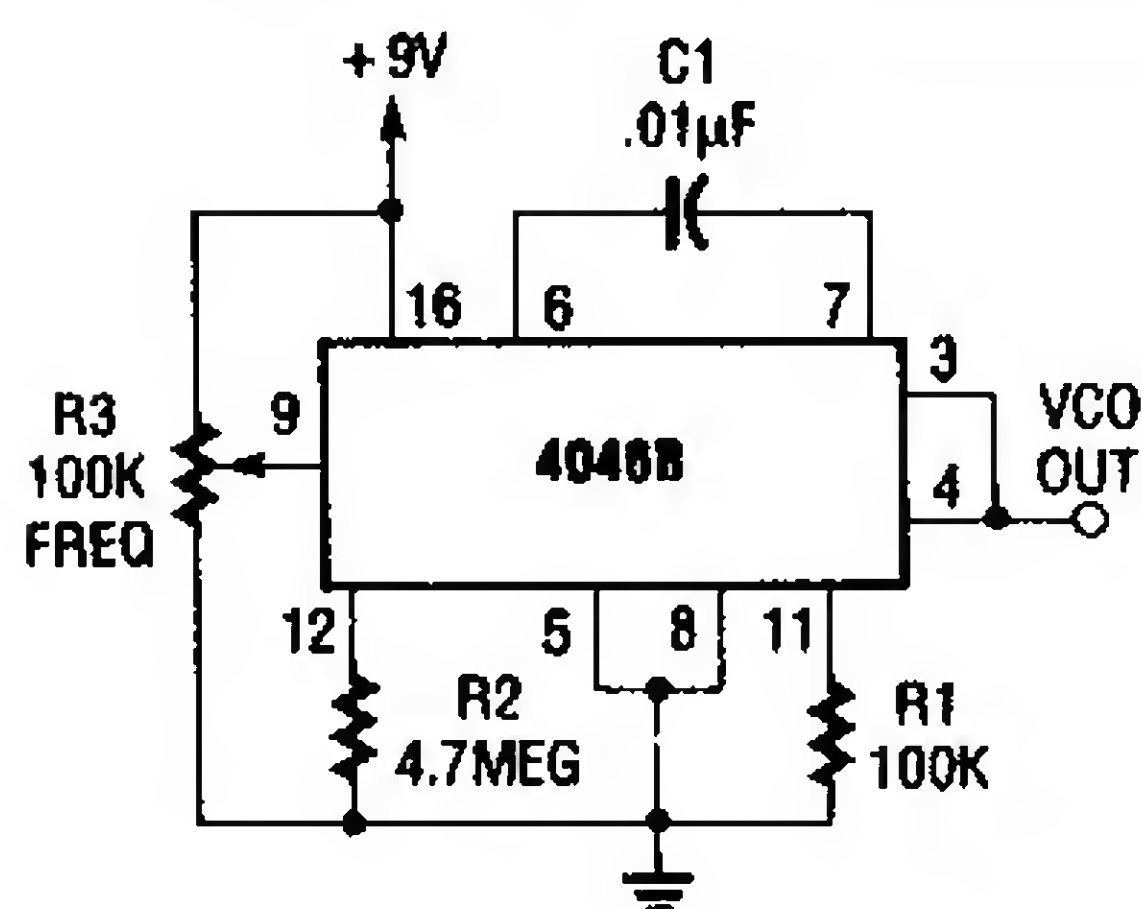 + 9V
C1
.01µF
16
6
7
3
R3
100K
FREQ
9
4046B
VCO
OUT
4
12
5
8
11
R2
4.7MEG
R1
100K